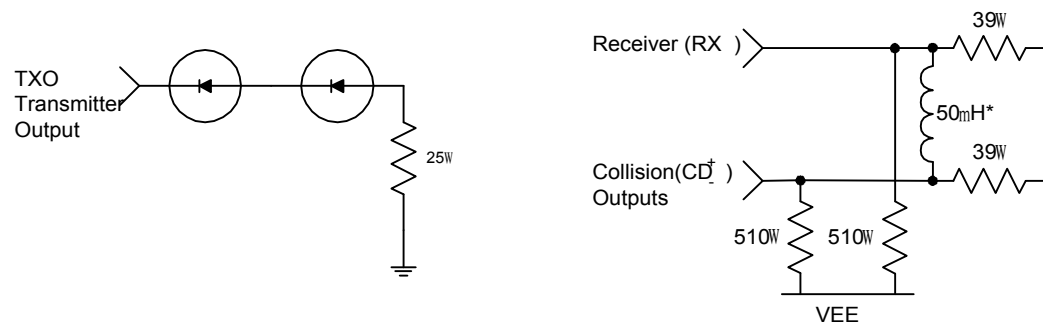 TXO
Transmitter
Output
25W
Receiver (RX )
39W
50mH*
Collision(CD± )
Outputs
39W
510W
510W
VEE